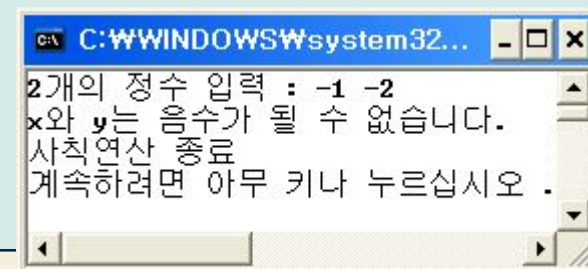 C:₩WINDOWS₩system32...
2개의 정수 입력 : -1 -2
x와 y는 음수가 될 수 없습니다.
사칙연산 종료
계속하려면 아무 키나 누르십시오 .